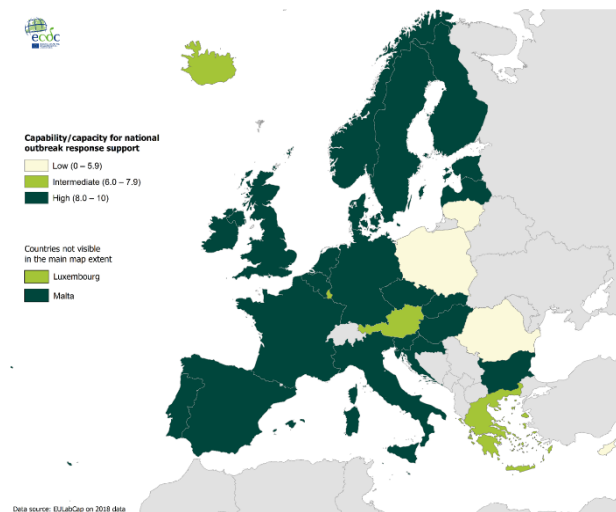 ecdc
Capability/capacity for national
outbreak response support
Low (0 – 5.9)
Intermediate (6.0 – 7.9)
High (8.0 – 10)
Countries not visible
in the main map extent
Luxembourg
Malta
Data source: EULabCap on 2018 data